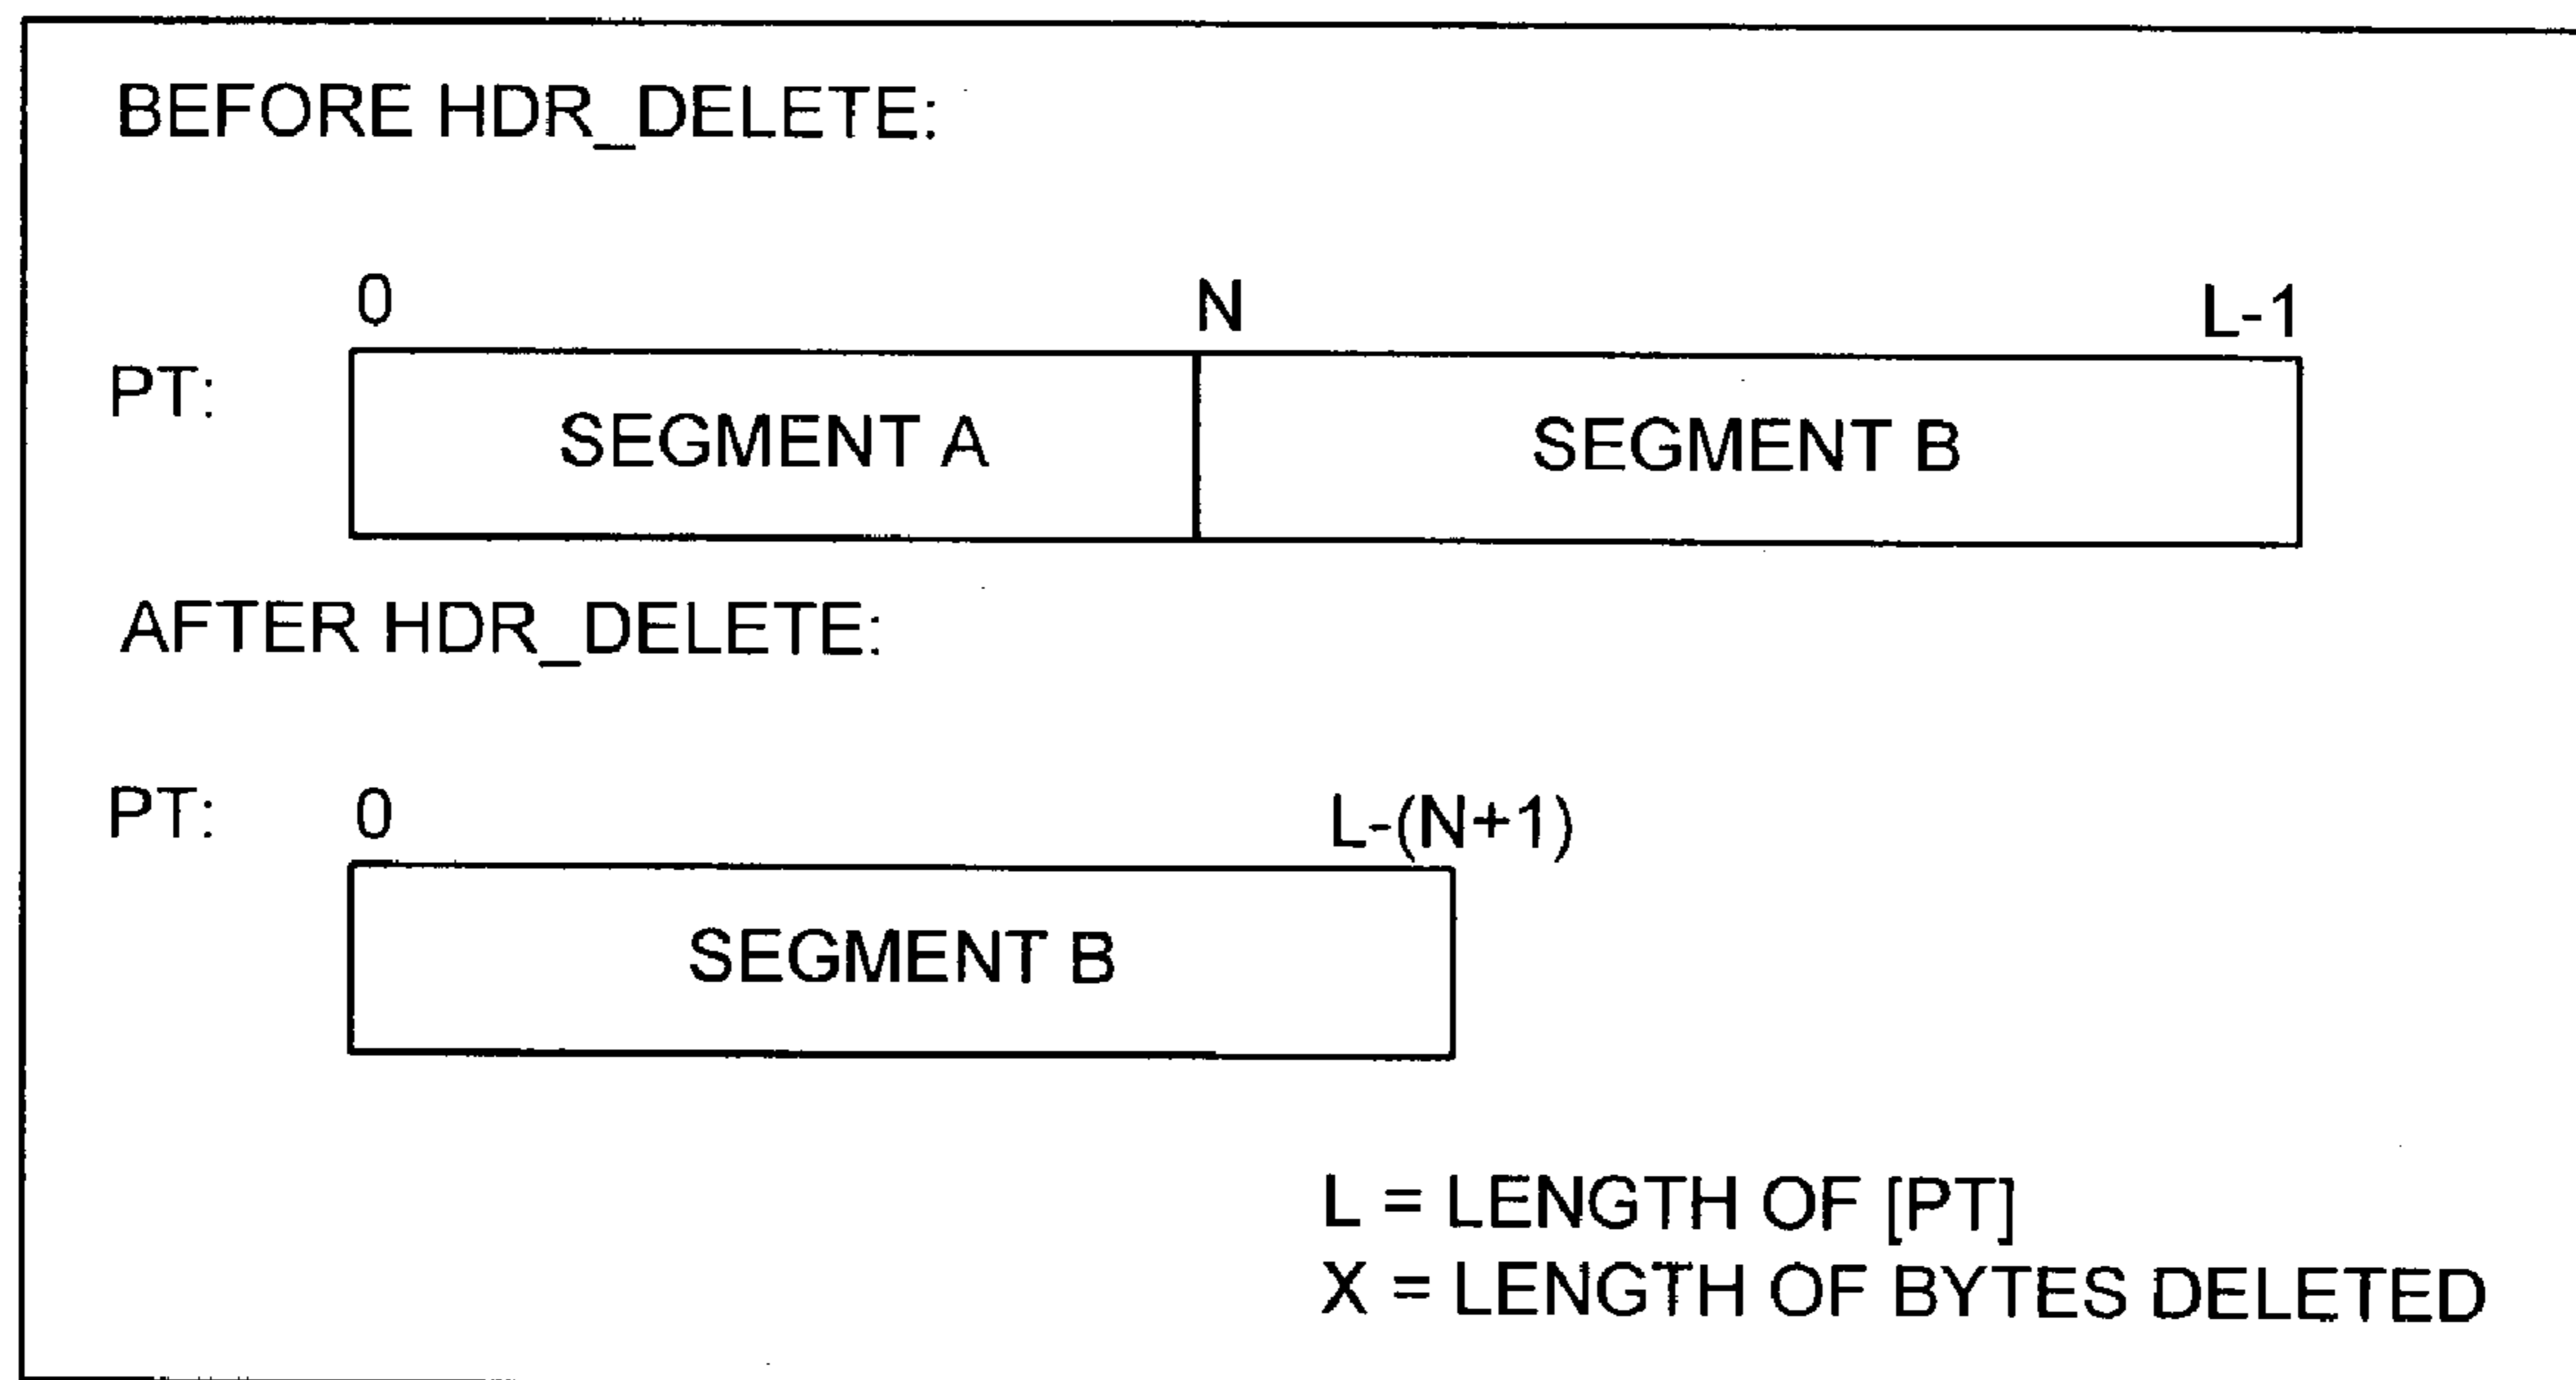 BEFORE HDR_DELETE:
0 N L-1
PT:
SEGMENT A SEGMENT B
AFTER HDR_DELETE:
PT: 0 L-(N+1)
SEGMENT B
L = LENGTH OF [PT]
X = LENGTH OF BYTES DELETED